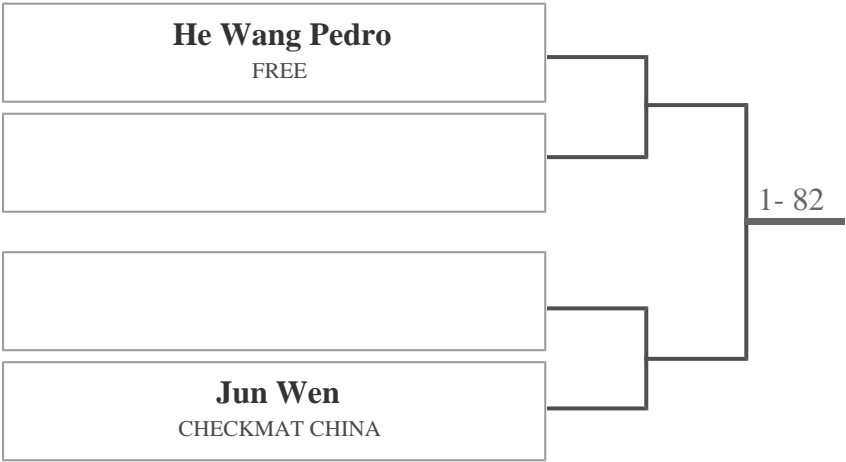 He Wang Pedro
FREE
1- 82
Jun Wen
CHECKMAT CHINA